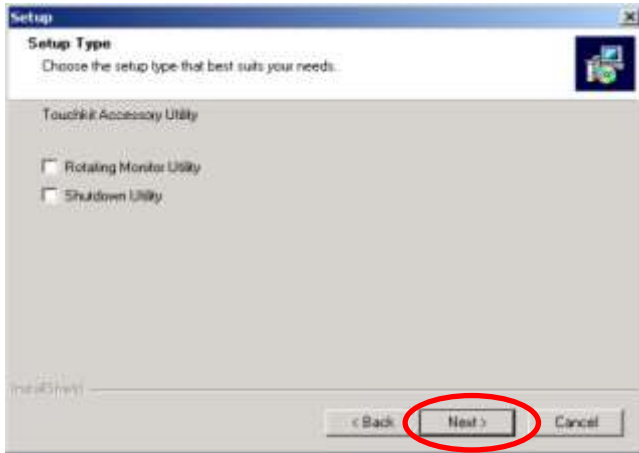 Setup
Setup Type
Choose the setup type that best suits your needs.
Touchkit Accessory Utility
Rotating Monitor Utility
Shutdown Utility
InstallShield
< Back
Next >
Cancel